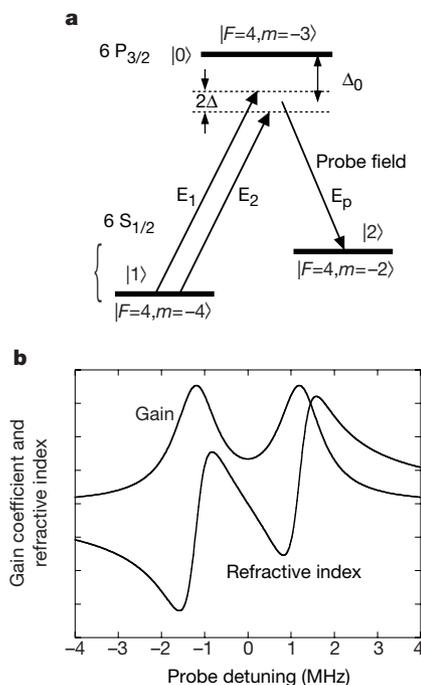 a
|F=4,m=−3⟩
6 P3/2
|0⟩
Δ0
2Δ
Probe field
E1
E2
Ep
6 S1/2
|1⟩
|2⟩
|F=4,m=−2⟩
|F=4,m=−4⟩
b
Gain
Refractive index
Gain coefficient and
refractive index
−4 −3 −2 −1 0 1 2 3 4
Probe detuning (MHz)